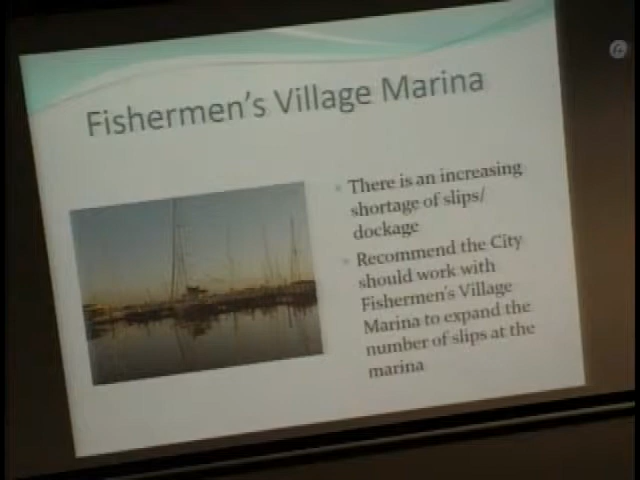 Fishermen's Village Marina
There is an increasing
shortage of slips/
dockage
Recommend the City
should work with
Fishermen's Village
Marina to expand the
number of slips at the
marina